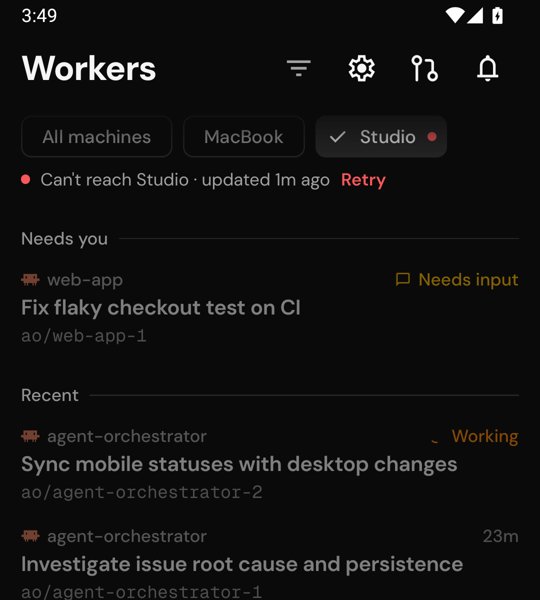 3:49
Workers
All machines
MacBook
Studio
Can't reach Studio · updated 1m ago Retry
Needs you
web-app
Needs input
Fix flaky checkout test on CI
ao/web-app-1
Recent
agent-orchestrator
Working
Sync mobile statuses with desktop changes
ao/agent-orchestrator-2
agent-orchestrator
23m
Investigate issue root cause and persistence
ao/agent-orchestrator-1